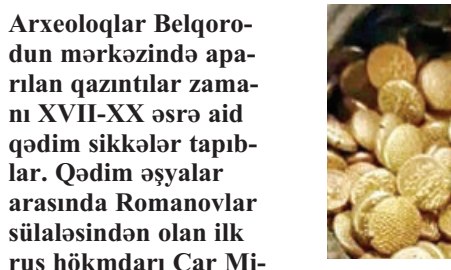 Arxeoloqlar Belqoro-
dun mərkəzində apa-
rılan qazıntılar zama-
nı XVII-XX əsrə aid
qədim sikkələr tapıb-
lar. Qədim əşyalar
arasında Romanovlar
sülaləsindən olan ilk
rus hökmdarı Car Mi-